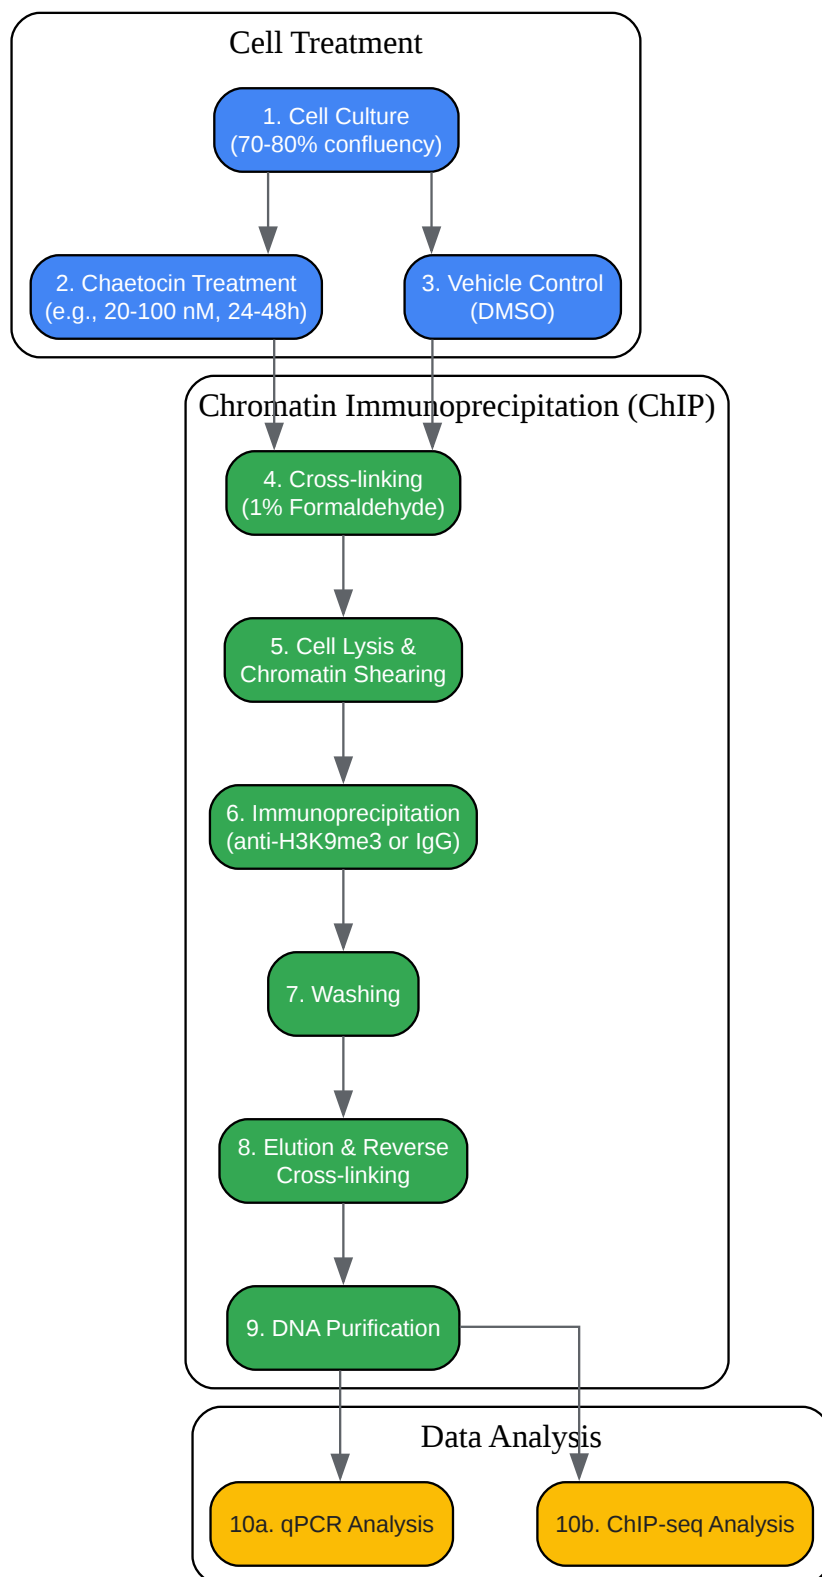 Cell Treatment
1. Cell Culture
(70-80% confluency)
2. Chaetocin Treatment
(e.g., 20-100 nM, 24-48h)
3. Vehicle Control
(DMSO)
Chromatin Immunoprecipitation (ChIP)
4. Cross-linking
(1% Formaldehyde)
5. Cell Lysis &
Chromatin Shearing
6. Immunoprecipitation
(anti-H3K9me3 or IgG)
7. Washing
8. Elution & Reverse
Cross-linking
9. DNA Purification
Data Analysis
10a. qPCR Analysis
10b. ChIP-seq Analysis